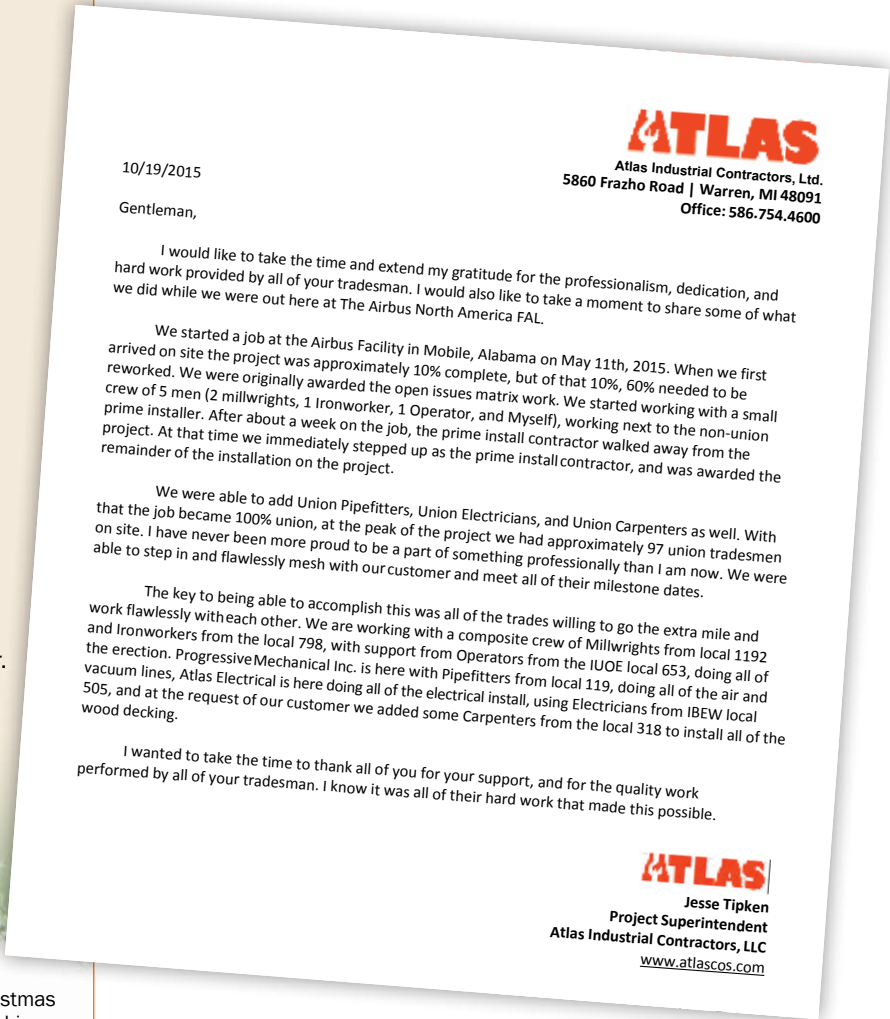 ATLAS
Atlas Industrial Contractors, Ltd.
5860 Frazho Road | Warren, MI 48091
Office: 586.754.4600
10/19/2015
Gentleman,
I would like to take the time and extend my gratitude for the professionalism, dedication, and
hard work provided by all of your tradesman. I would also like to take a moment to share some of what
we did while we were out here at The Airbus North America FAL.
We started a job at the Airbus Facility in Mobile, Alabama on May 11th, 2015. When we first
arrived on site the project was approximately 10% complete, but of that 10%, 60% needed to be
reworked. We were originally awarded the open issues matrix work. We started working with a small
crew of 5 men (2 millwrights, 1 Ironworker, 1 Operator, and Myself), working next to the non-union
prime installer. After about a week on the job, the prime install contractor walked away from the
project. At that time we immediately stepped up as the prime install contractor, and was awarded the
remainder of the installation on the project.
We were able to add Union Pipefitters, Union Electricians, and Union Carpenters as well. With
that the job became 100% union, at the peak of the project we had approximately 97 union tradesmen
on site. I have never been more proud to be a part of something professionally than I am now. We were
able to step in and flawlessly mesh with our customer and meet all of their milestone dates.
The key to being able to accomplish this was all of the trades willing to go the extra mile and
work flawlessly with each other. We are working with a composite crew of Millwrights from local 1192
and Ironworkers from the local 798, with support from Operators from the IUOE local 653, doing all of
the erection. Progressive Mechanical Inc. is here with Pipefitters from local 119, doing all of the air and
vacuum lines, Atlas Electrical is here doing all of the electrical install, using Electricians from IBEW local
505, and at the request of our customer we added some Carpenters from the local 318 to install all of the
wood decking.
I wanted to take the time to thank all of you for your support, and for the quality work
performed by all of your tradesman. I know it was all of their hard work that made this possible.
ATLAS
Jesse Tipken
Project Superintendent
Atlas Industrial Contractors, LLC
www.atlascos.com
stmas